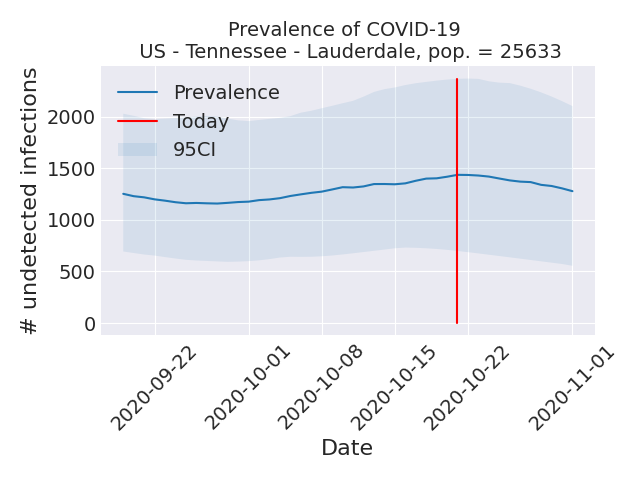 Prevalence of COVID-19
US - Tennessee - Lauderdale, pop. = 25633
# undetected infections
2000
1500
1000
500
0
Prevalence
Today
95CI
2020-09-22
2020-10-01
2020-10-08
2020-10-15
2020-10-22
2020-11-01
Date